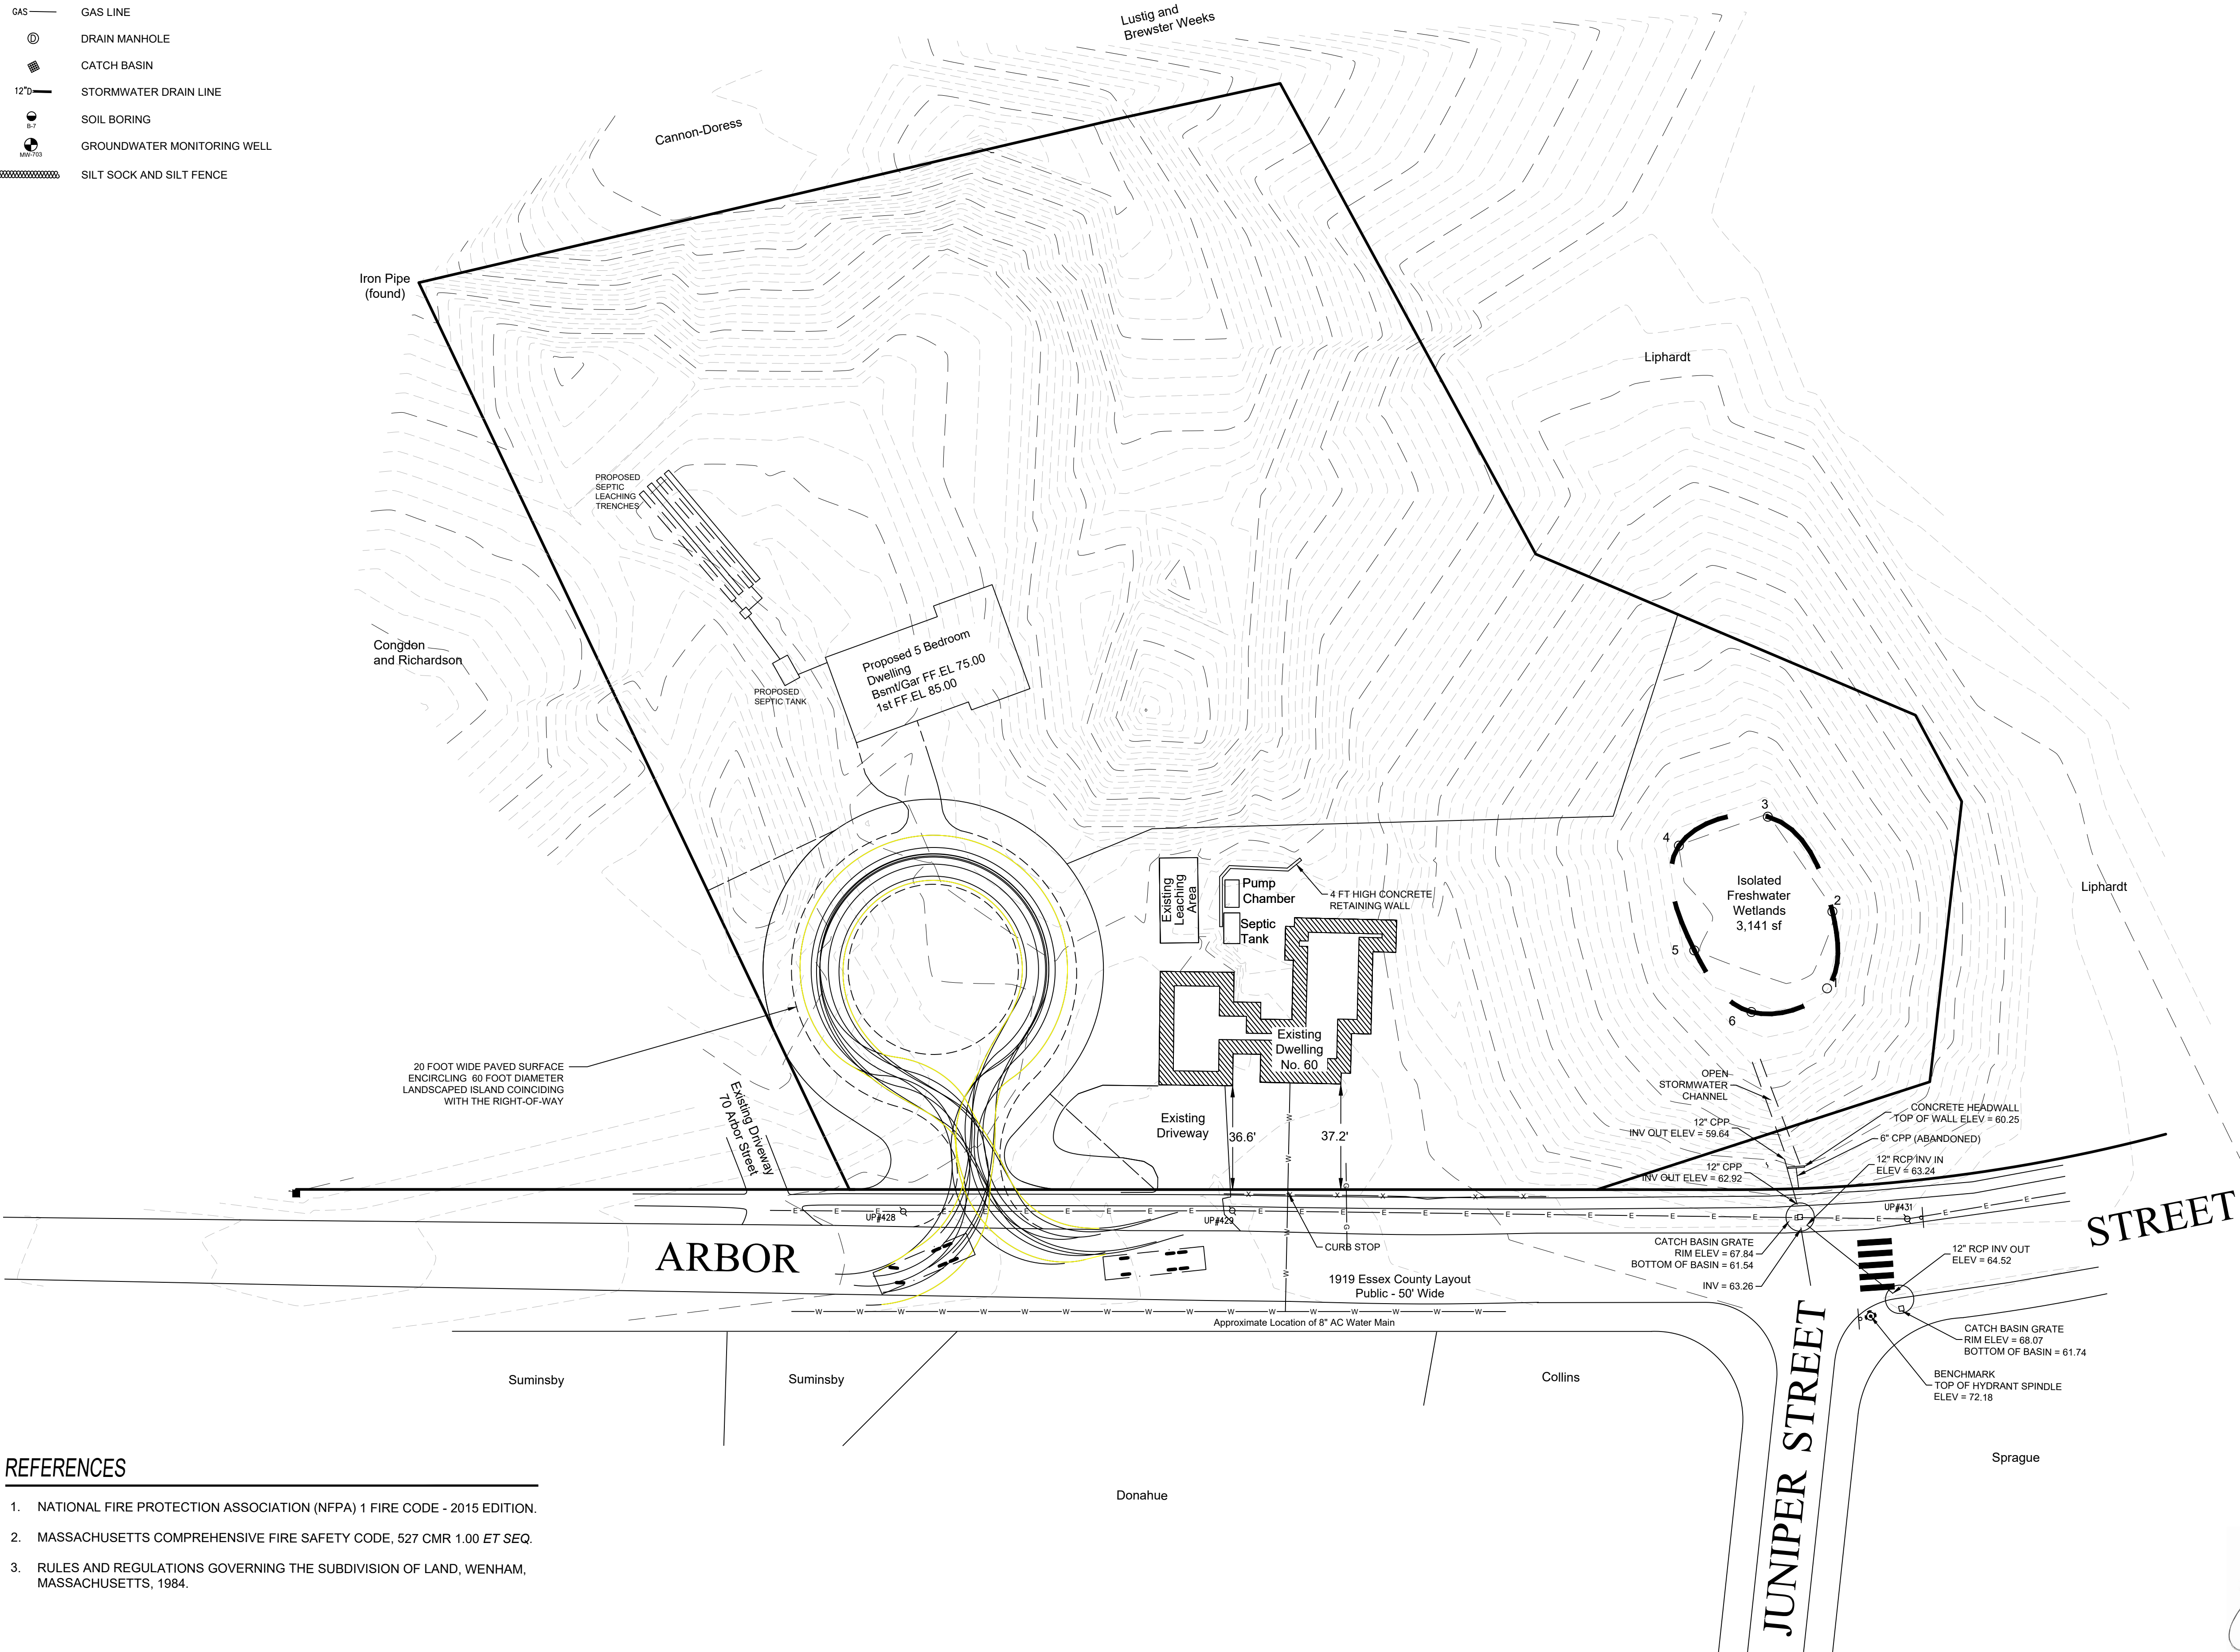 GAS
GAS LINE
D
DRAIN MANHOLE
CATCH BASIN
12"D
STORMWATER DRAIN LINE
B-7
SOIL BORING
MW-703
GROUNDWATER MONITORING WELL
SILT SOCK AND SILT FENCE
Lustig and
Brewster Weeks
Cannon-Doress
Iron Pipe
(found)
Liphardt
PROPOSED
SEPTIC
LEACHING
TRENCHES
Congdon
and Richardson
Proposed 5 Bedroom
Dwelling
Bsmt/Gar FF.EL 75.00
1st FF.EL 85.00
PROPOSED
SEPTIC TANK
3
4
2
5
1
6
Isolated
Freshwater
Wetlands
3,141 sf
Liphardt
Existing
Leaching
Area
Pump
Chamber
Septic
Tank
4 FT HIGH CONCRETE
RETAINING WALL
Existing
Dwelling
No. 60
20 FOOT WIDE PAVED SURFACE
ENCIRCLING 60 FOOT DIAMETER
LANDSCAPED ISLAND COINCIDING
WITH THE RIGHT-OF-WAY
Existing Driveway
70 Arbor Street
Existing
Driveway
36.6'
37.2'
OPEN
STORMWATER
CHANNEL
12" CPP
INV OUT ELEV = 59.64
CONCRETE HEADWALL
TOP OF WALL ELEV = 60.25
6" CPP (ABANDONED)
12" RCP INV IN
ELEV = 63.24
12" CPP
INV OUT ELEV = 62.92
UP#428
UP#429
UP#431
ARBOR
STREET
CURB STOP
CATCH BASIN GRATE
RIM ELEV = 67.84
BOTTOM OF BASIN = 61.54
INV = 63.26
12" RCP INV OUT
ELEV = 64.52
1919 Essex County Layout
Public - 50' Wide
Approximate Location of 8" AC Water Main
CATCH BASIN GRATE
RIM ELEV = 68.07
BOTTOM OF BASIN = 61.74
BENCHMARK
TOP OF HYDRANT SPINDLE
ELEV = 72.18
JUNIPER STREET
Suminsby
Suminsby
Collins
Donahue
Sprague
REFERENCES
1. NATIONAL FIRE PROTECTION ASSOCIATION (NFPA) 1 FIRE CODE - 2015 EDITION.
2. MASSACHUSETTS COMPREHENSIVE FIRE SAFETY CODE, 527 CMR 1.00 ET SEQ.
3. RULES AND REGULATIONS GOVERNING THE SUBDIVISION OF LAND, WENHAM,
MASSACHUSETTS, 1984.